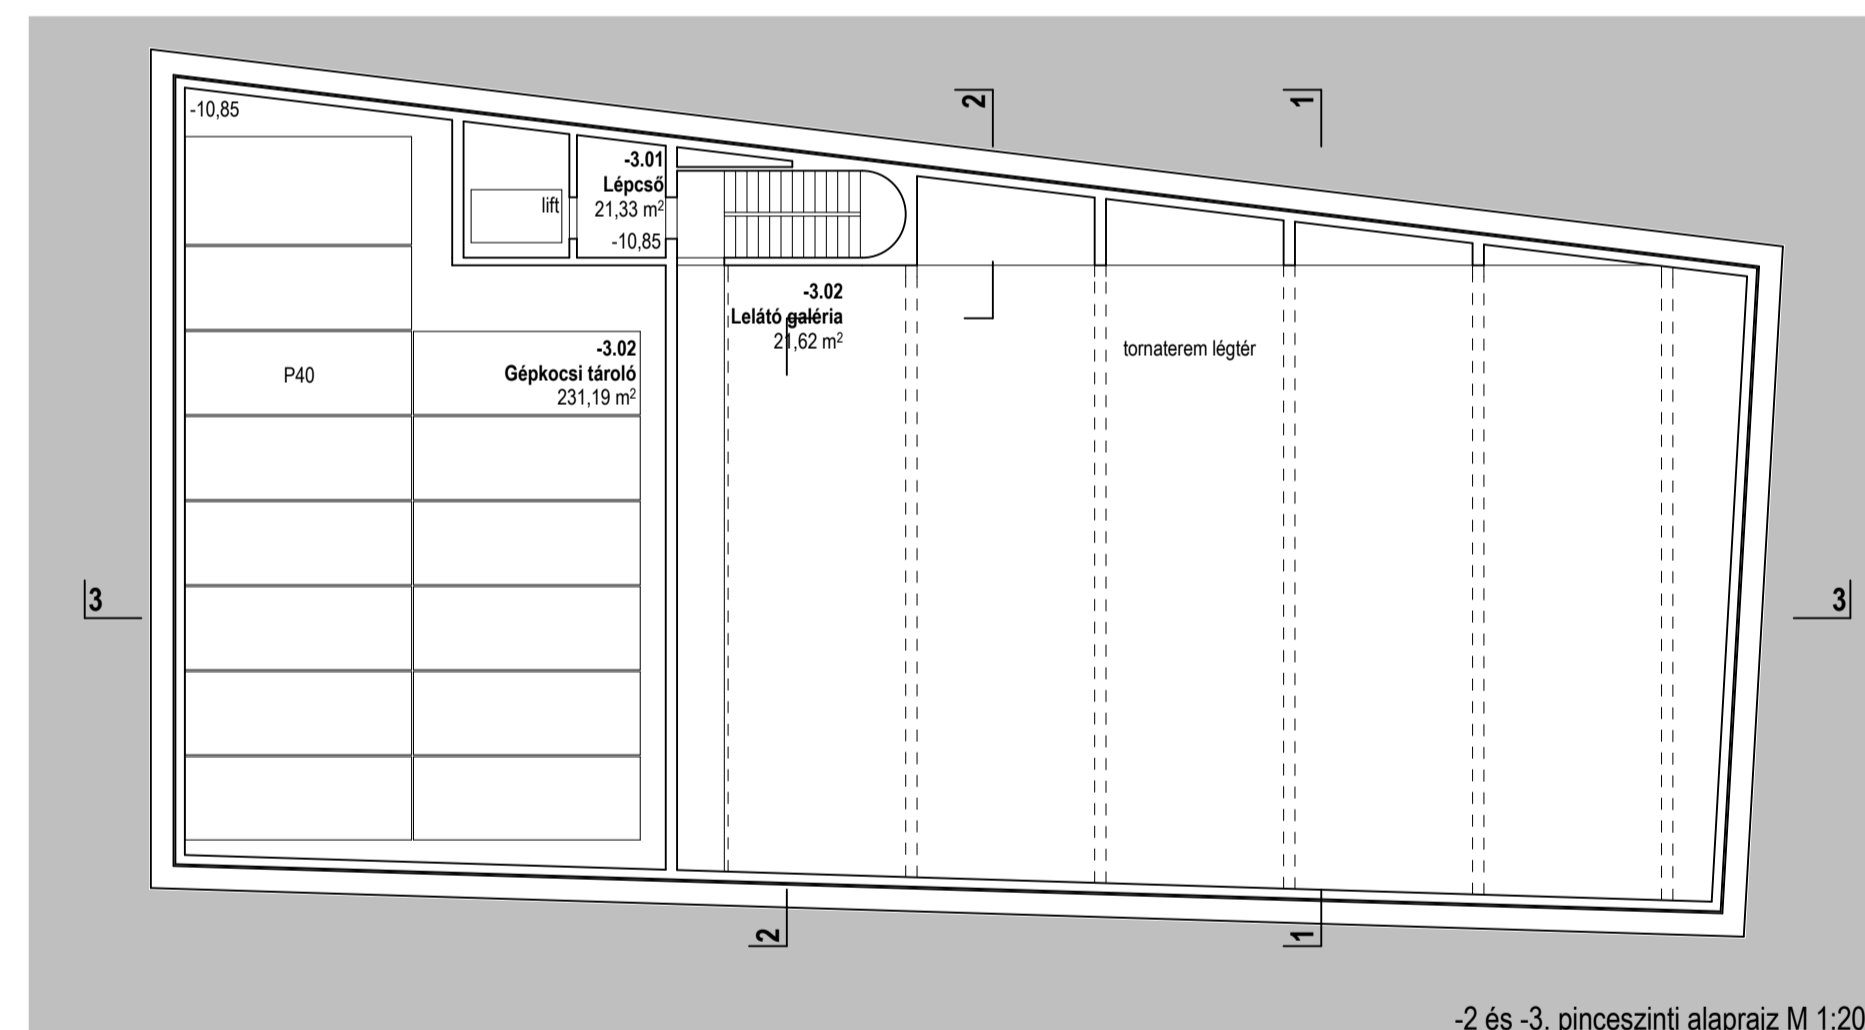 -10,85
2
1
-3.01
Lépcső
21,33 m²
-10,85
lift
-3.02
Lelátó galéria
21,62 m²
tornaterem légtér
-3.02
Gépkocsi tároló
231,19 m²
P40
3
3
2
1
-2 és -3. pinceszinti alaprajz M 1:20